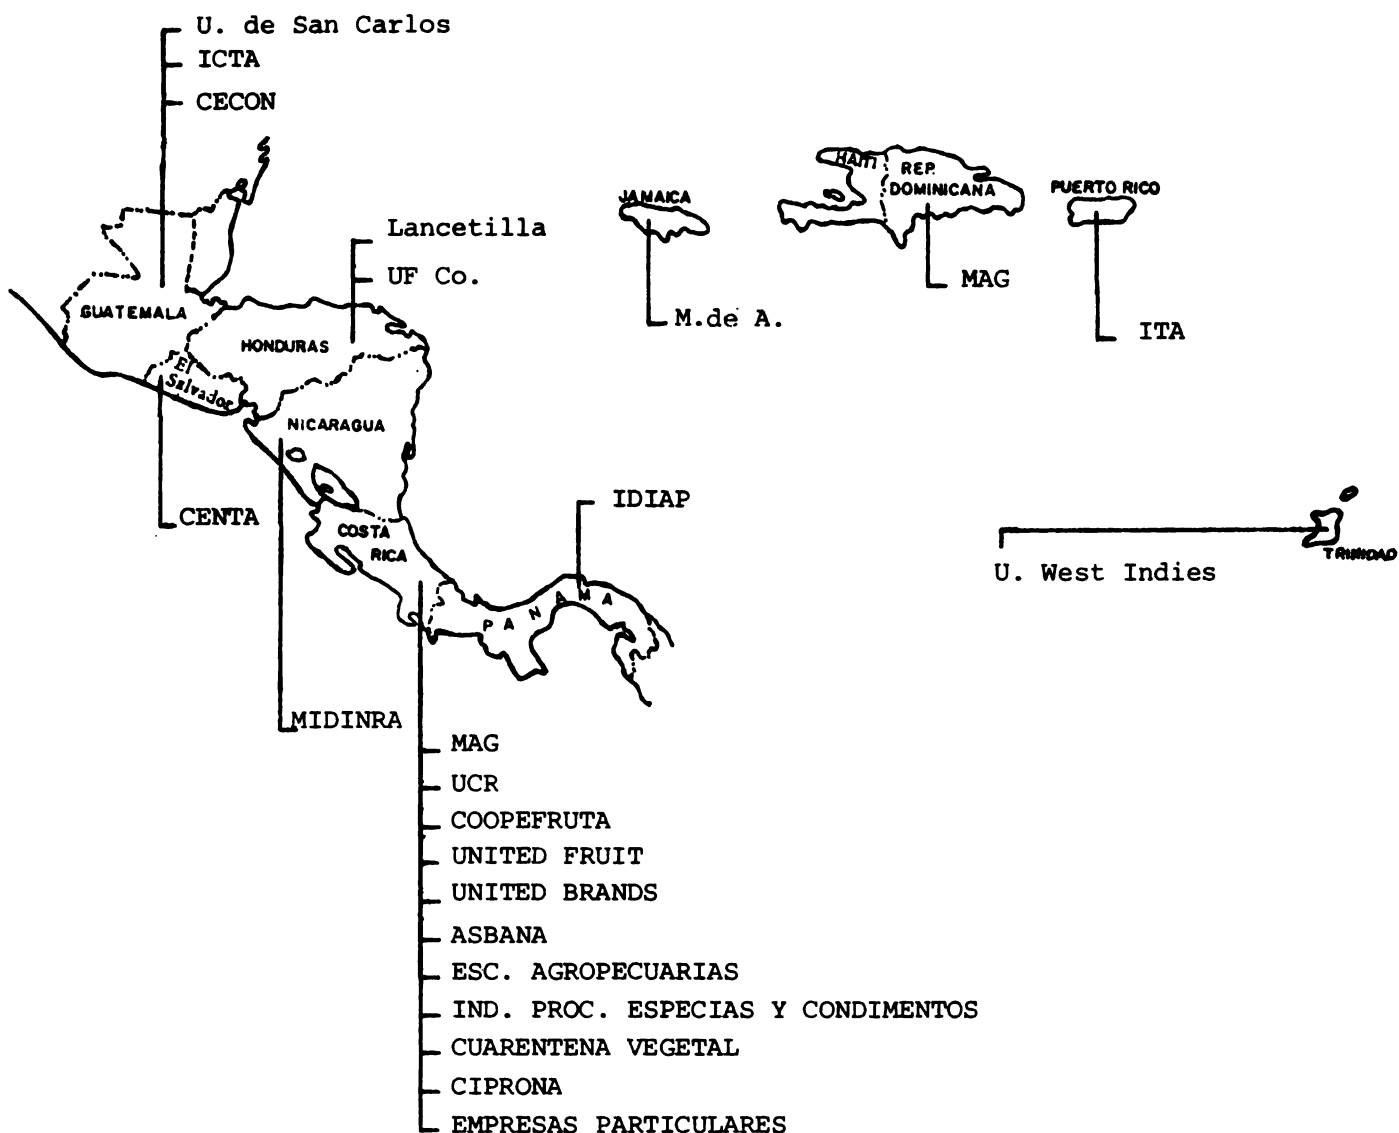 U. de San Carlos
ICTA
CECON
HAITI
REP.
DOMINICANA
JAMAICA
PUERTO RICO
Lancetilla
UF Co.
MAG
M.de A.
ITA
GUATEMALA
HONDURAS
El
Salvador
NICARAGUA
CENTA
IDIAP
COSTA
RICA
TRINIDAD
U. West Indies
PANAMA
MIDINRA
MAG
UCR
COOPEFRUTA
UNITED FRUIT
UNITED BRANDS
ASBANA
ESC. AGROPECUARIAS
IND. PROC. ESPECIAS Y CONDIMENTOS
CUARENTENA VEGETAL
CIPRONA
EMPRESAS PARTICULARES